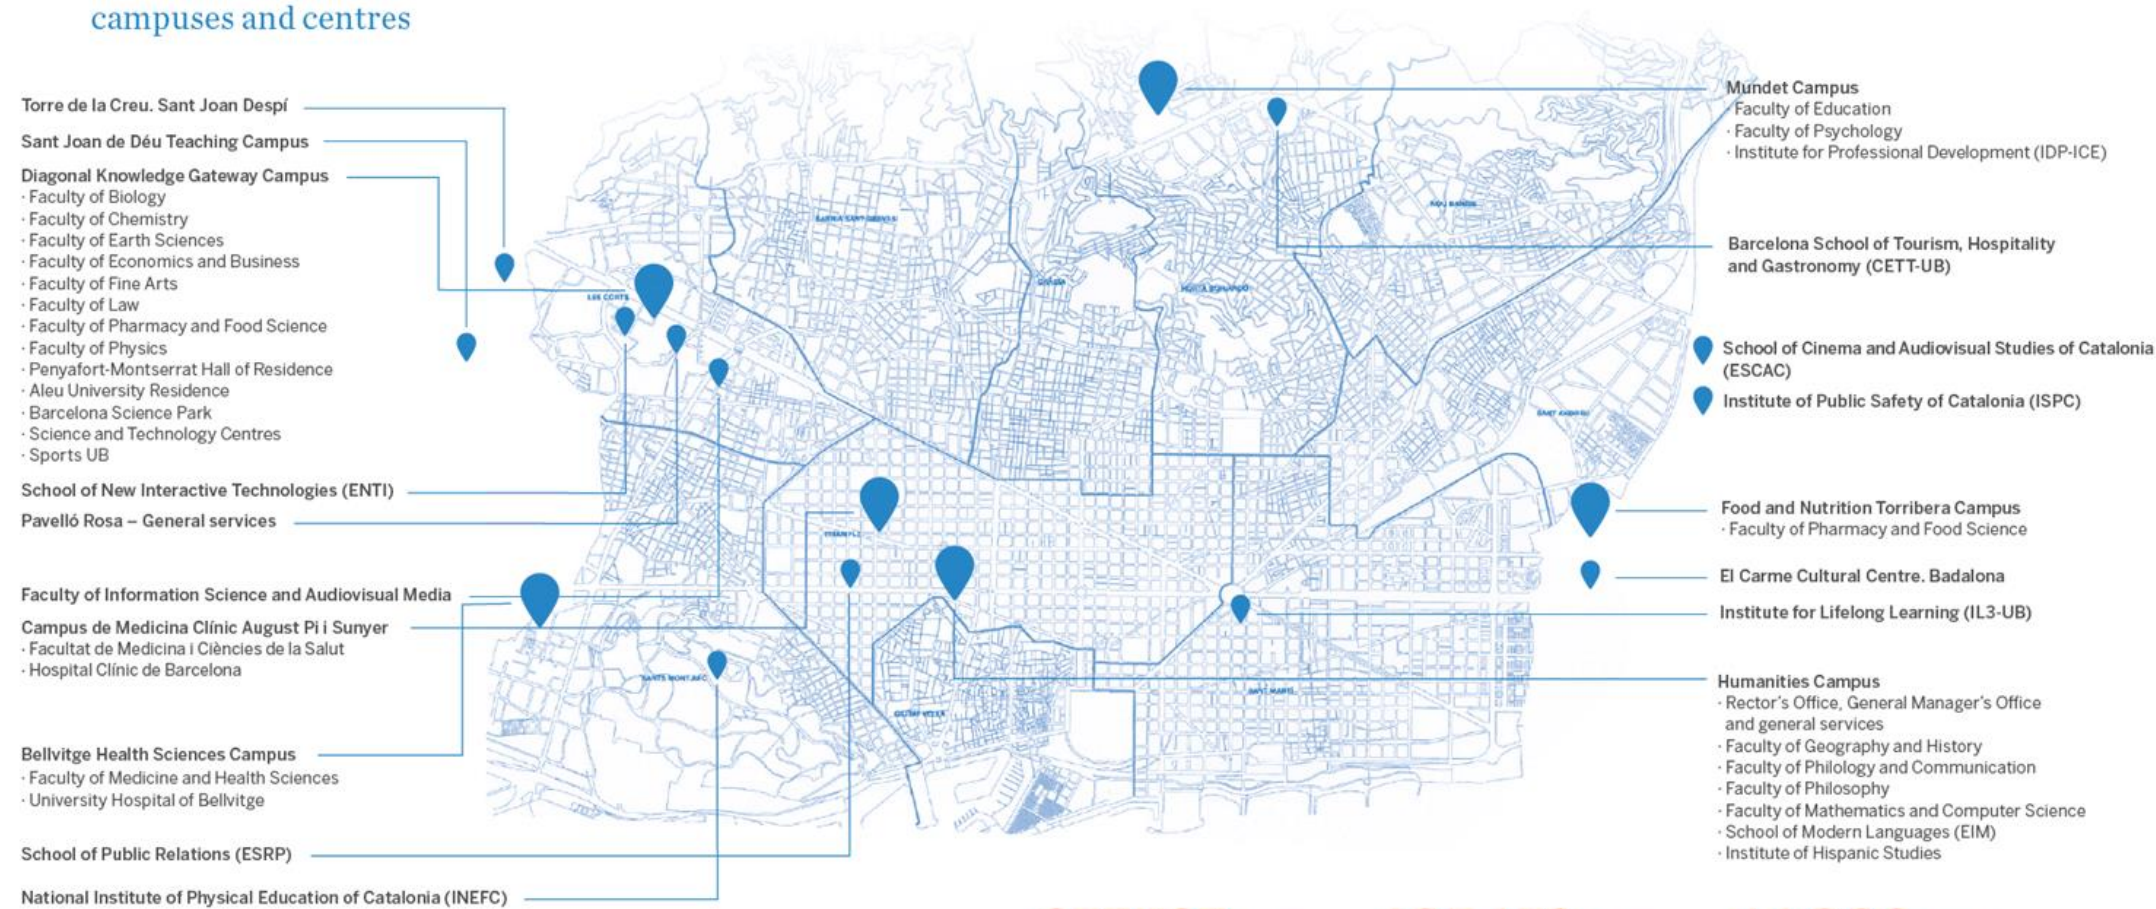 campuses and centres
Torre de la Creu. Sant Joan Despí
Sant Joan de Déu Teaching Campus
Diagonal Knowledge Gateway Campus
· Faculty of Biology
· Faculty of Chemistry
· Faculty of Earth Sciences
· Faculty of Economics and Business
· Faculty of Fine Arts
· Faculty of Law
· Faculty of Pharmacy and Food Science
· Faculty of Physics
· Penyafort-Montserrat Hall of Residence
· Aleu University Residence
· Barcelona Science Park
· Science and Technology Centres
· Sports UB
School of New Interactive Technologies (ENTI)
Pavelló Rosa – General services
Faculty of Information Science and Audiovisual Media
Campus de Medicina Clínic August Pi i Sunyer
· Facultat de Medicina i Ciències de la Salut
· Hospital Clínic de Barcelona
Bellvitge Health Sciences Campus
· Faculty of Medicine and Health Sciences
· University Hospital of Bellvitge
School of Public Relations (ESRP)
National Institute of Physical Education of Catalonia (INEFC)
LES CORTS
GRÀCIA
NOU BARRIS
SANT ANDREU
SANT MARTÍ
Mundet Campus
· Faculty of Education
· Faculty of Psychology
· Institute for Professional Development (IDP-ICE)
Barcelona School of Tourism, Hospitality
and Gastronomy (CETT-UB)
School of Cinema and Audiovisual Studies of Catalonia
(ESCAC)
Institute of Public Safety of Catalonia (ISPC)
Food and Nutrition Torribera Campus
· Faculty of Pharmacy and Food Science
El Carme Cultural Centre. Badalona
Institute for Lifelong Learning (IL3-UB)
Humanities Campus
· Rector's Office, General Manager's Office
and general services
· Faculty of Geography and History
· Faculty of Philology and Communication
· Faculty of Philosophy
· Faculty of Mathematics and Computer Science
· School of Modern Languages (EIM)
· Institute of Hispanic Studies